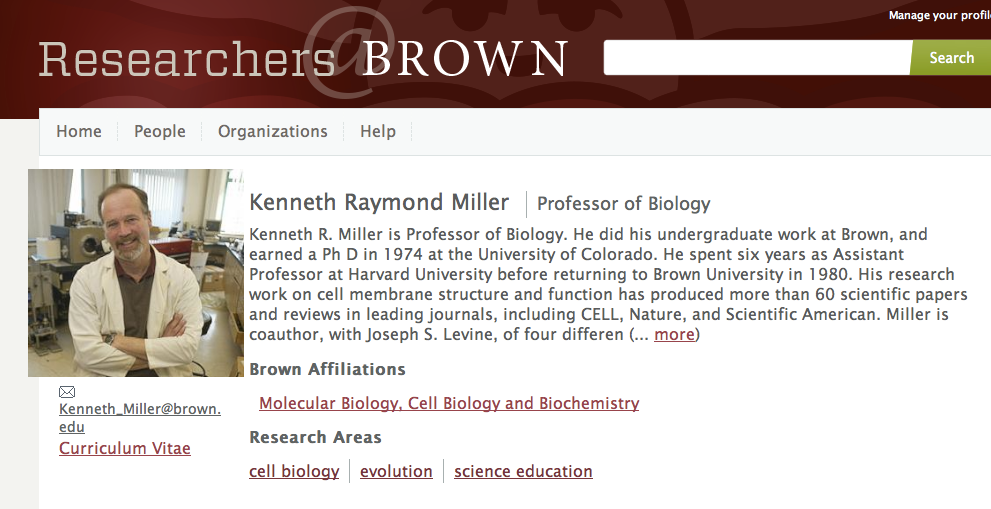 Manage your profil
Researchers @ BROWN
Search
Home People Organizations Help
Kenneth Raymond Miller Professor of Biology
Kenneth R. Miller is Professor of Biology. He did his undergraduate work at Brown, and
earned a Ph D in 1974 at the University of Colorado. He spent six years as Assistant
Professor at Harvard University before returning to Brown University in 1980. His research
work on cell membrane structure and function has produced more than 60 scientific papers
and reviews in leading journals, including CELL, Nature, and Scientific American. Miller is
coauthor, with Joseph S. Levine, of four differen (... more)
Brown Affiliations
Molecular Biology, Cell Biology and Biochemistry
Research Areas
cell biology evolution science education
Kenneth_Miller@brown.
edu
Curriculum Vitae